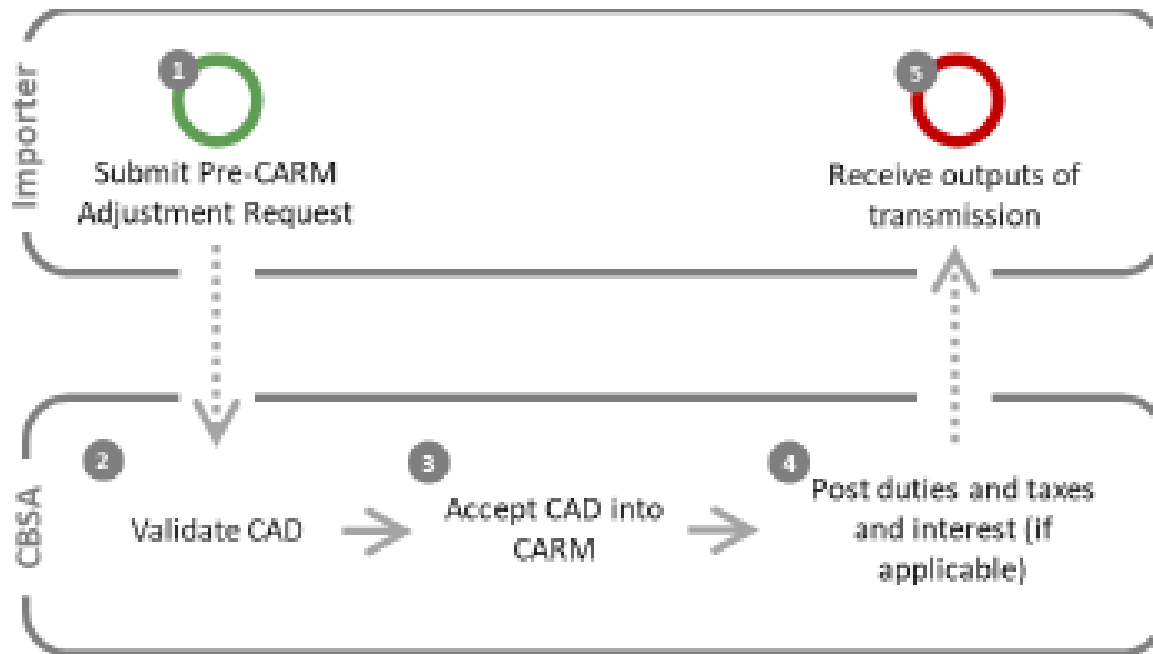 Importer
1
Submit Pre-CARM
Adjustment Request
5
Receive outputs of
transmission
CBSA
2
Validate CAD
3
Accept CAD into
CARM
4
Post duties and taxes
and interest (if
applicable)